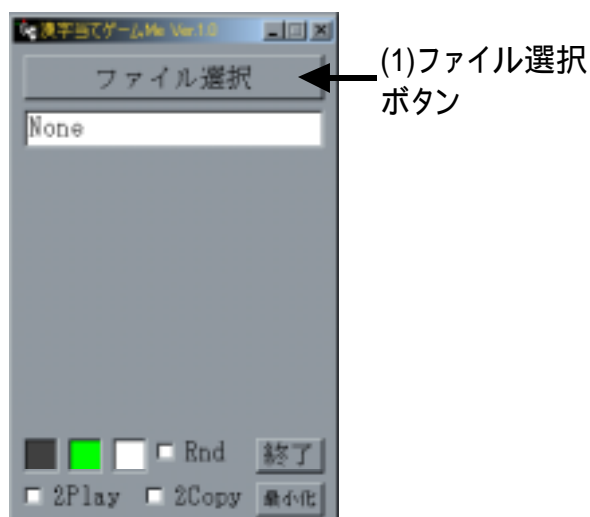 漢字当てゲームMe Ver.1.0
ファイル選択
(1)ファイル選択
ボタン
None
Rnd
終了
2Play
2Copy
最小化